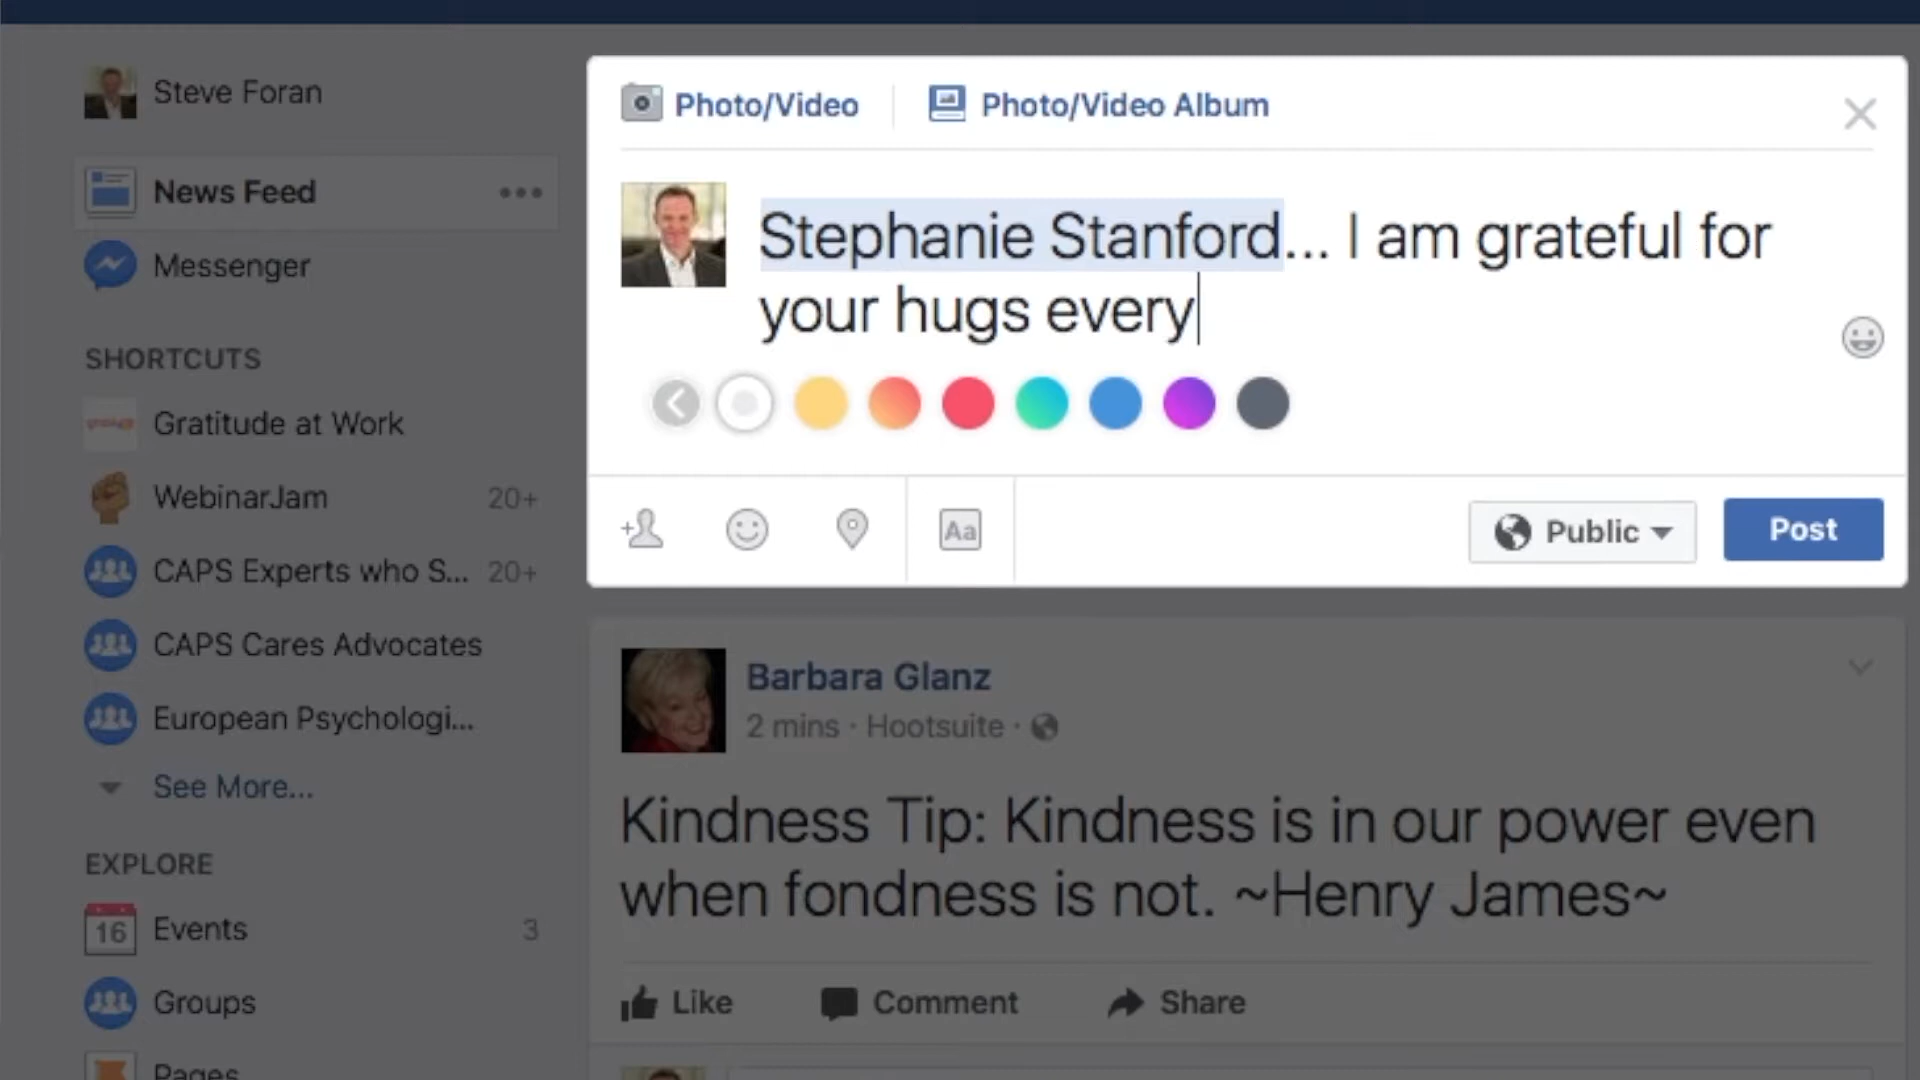 Steve Foran
News Feed
Messenger
SHORTCUTS
Gratitude at Work
WebinarJam 20+
CAPS Experts who S... 20+
CAPS Cares Advocates
European Psychologi...
See More...
EXPLORE
16 Events 3
Groups
Pages
Photo/Video
Photo/Video Album
Stephanie Stanford... I am grateful for
your hugs every
Aa
Public
Post
Barbara Glanz
2 mins · Hootsuite ·
Kindness Tip: Kindness is in our power even
when fondness is not. ~Henry James~
Like Comment Share